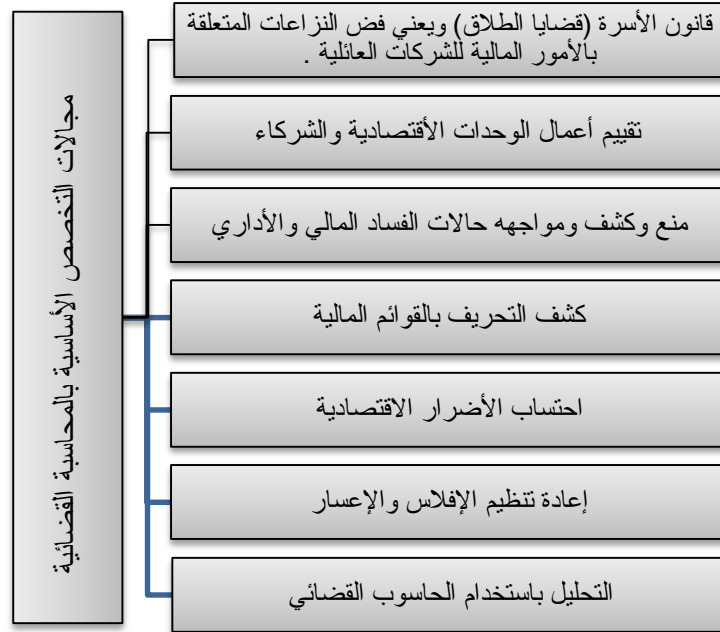 مجالات التخصص الأساسية بالمحاسبة القضائية
قانون الأسرة (قضايا الطلاق) ويعني فض النزاعات المتعلقة
بالأمور المالية للشركات العائلية .
تقييم أعمال الوحدات الأقتصادية والشركاء
منع وكشف ومواجهه حالات الفساد المالي والأداري
كشف التحريف بالقوائم المالية
احتساب الأضرار الاقتصادية
إعادة تنظيم الإفلاس والإعسار
التحليل باستخدام الحاسوب القضائي